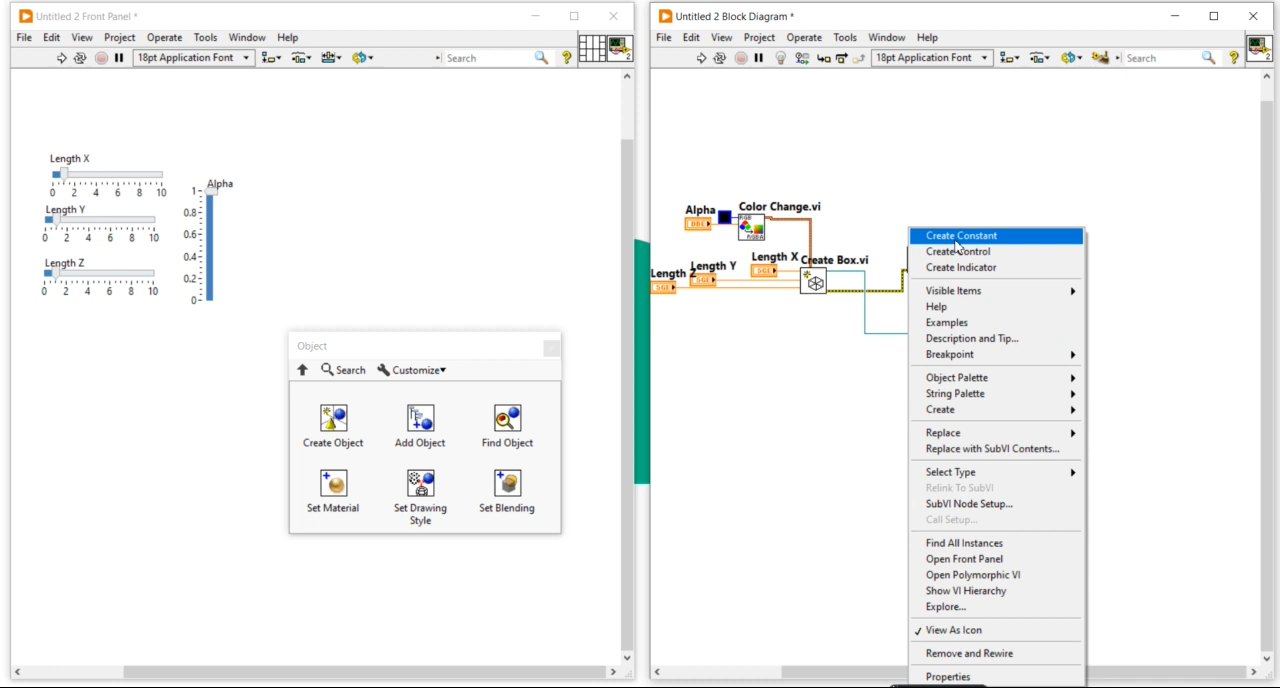 Untitled 2 Front Panel *
File Edit View Project Operate Tools Window Help
18pt Application Font
Search
?
2
Length X
0 2 4 6 8 10
Length Y
0 2 4 6 8 10
Length Z
0 2 4 6 8 10
Alpha
1
0.8
0.6
0.4
0.2
0
Object
Search Customize
Create Object Add Object Find Object
Set Material Set Drawing Style Set Blending
Untitled 2 Block Diagram *
File Edit View Project Operate Tools Window Help
18pt Application Font
Search
?
2
Alpha
DBL
Color Change.vi
RGB
RGBA
Length X
SGL
Create Box.vi
Length Y
SGL
Length Z
SGL
Create Constant
Create Control
Create Indicator
Visible Items
Help
Examples
Description and Tip...
Breakpoint
Object Palette
String Palette
Create
Replace
Replace with SubVI Contents...
Select Type
Relink To SubVI
SubVI Node Setup...
Call Setup...
Find All Instances
Open Front Panel
Open Polymorphic VI
Show VI Hierarchy
Explore...
View As Icon
Remove and Rewire
Properties